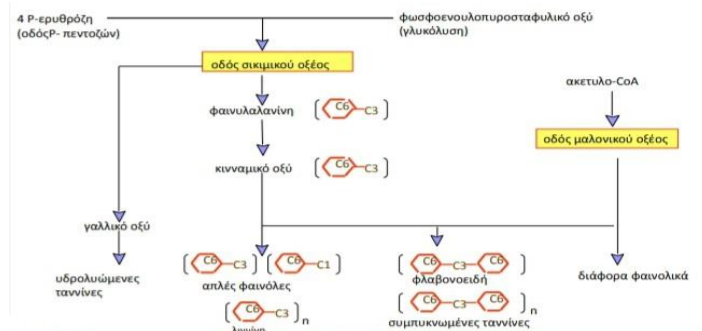 4 P-ερυθρόζη
(οδόςP- πεντοζών)
φωσφοενουλοπυροσταφυλικό οξύ
(γλυκόλυση)
οδός σικιμικού οξέος
ακετυλο-CoA
φαινυλαλανίνη
C6 C3
οδός μαλονικού οξέος
κινναμικό οξύ
C6 C3
γαλλικό οξύ
υδρολυώμενες
ταννίνες
C6 C3
C6 C1
απλές φαινόλες
C6 C3 n
λιγνίνη
C6 C3 C6
φλαβονοειδή
C6 C3 C6 n
συμπυκνωμένες ταννίνες
διάφορα φαινολικά